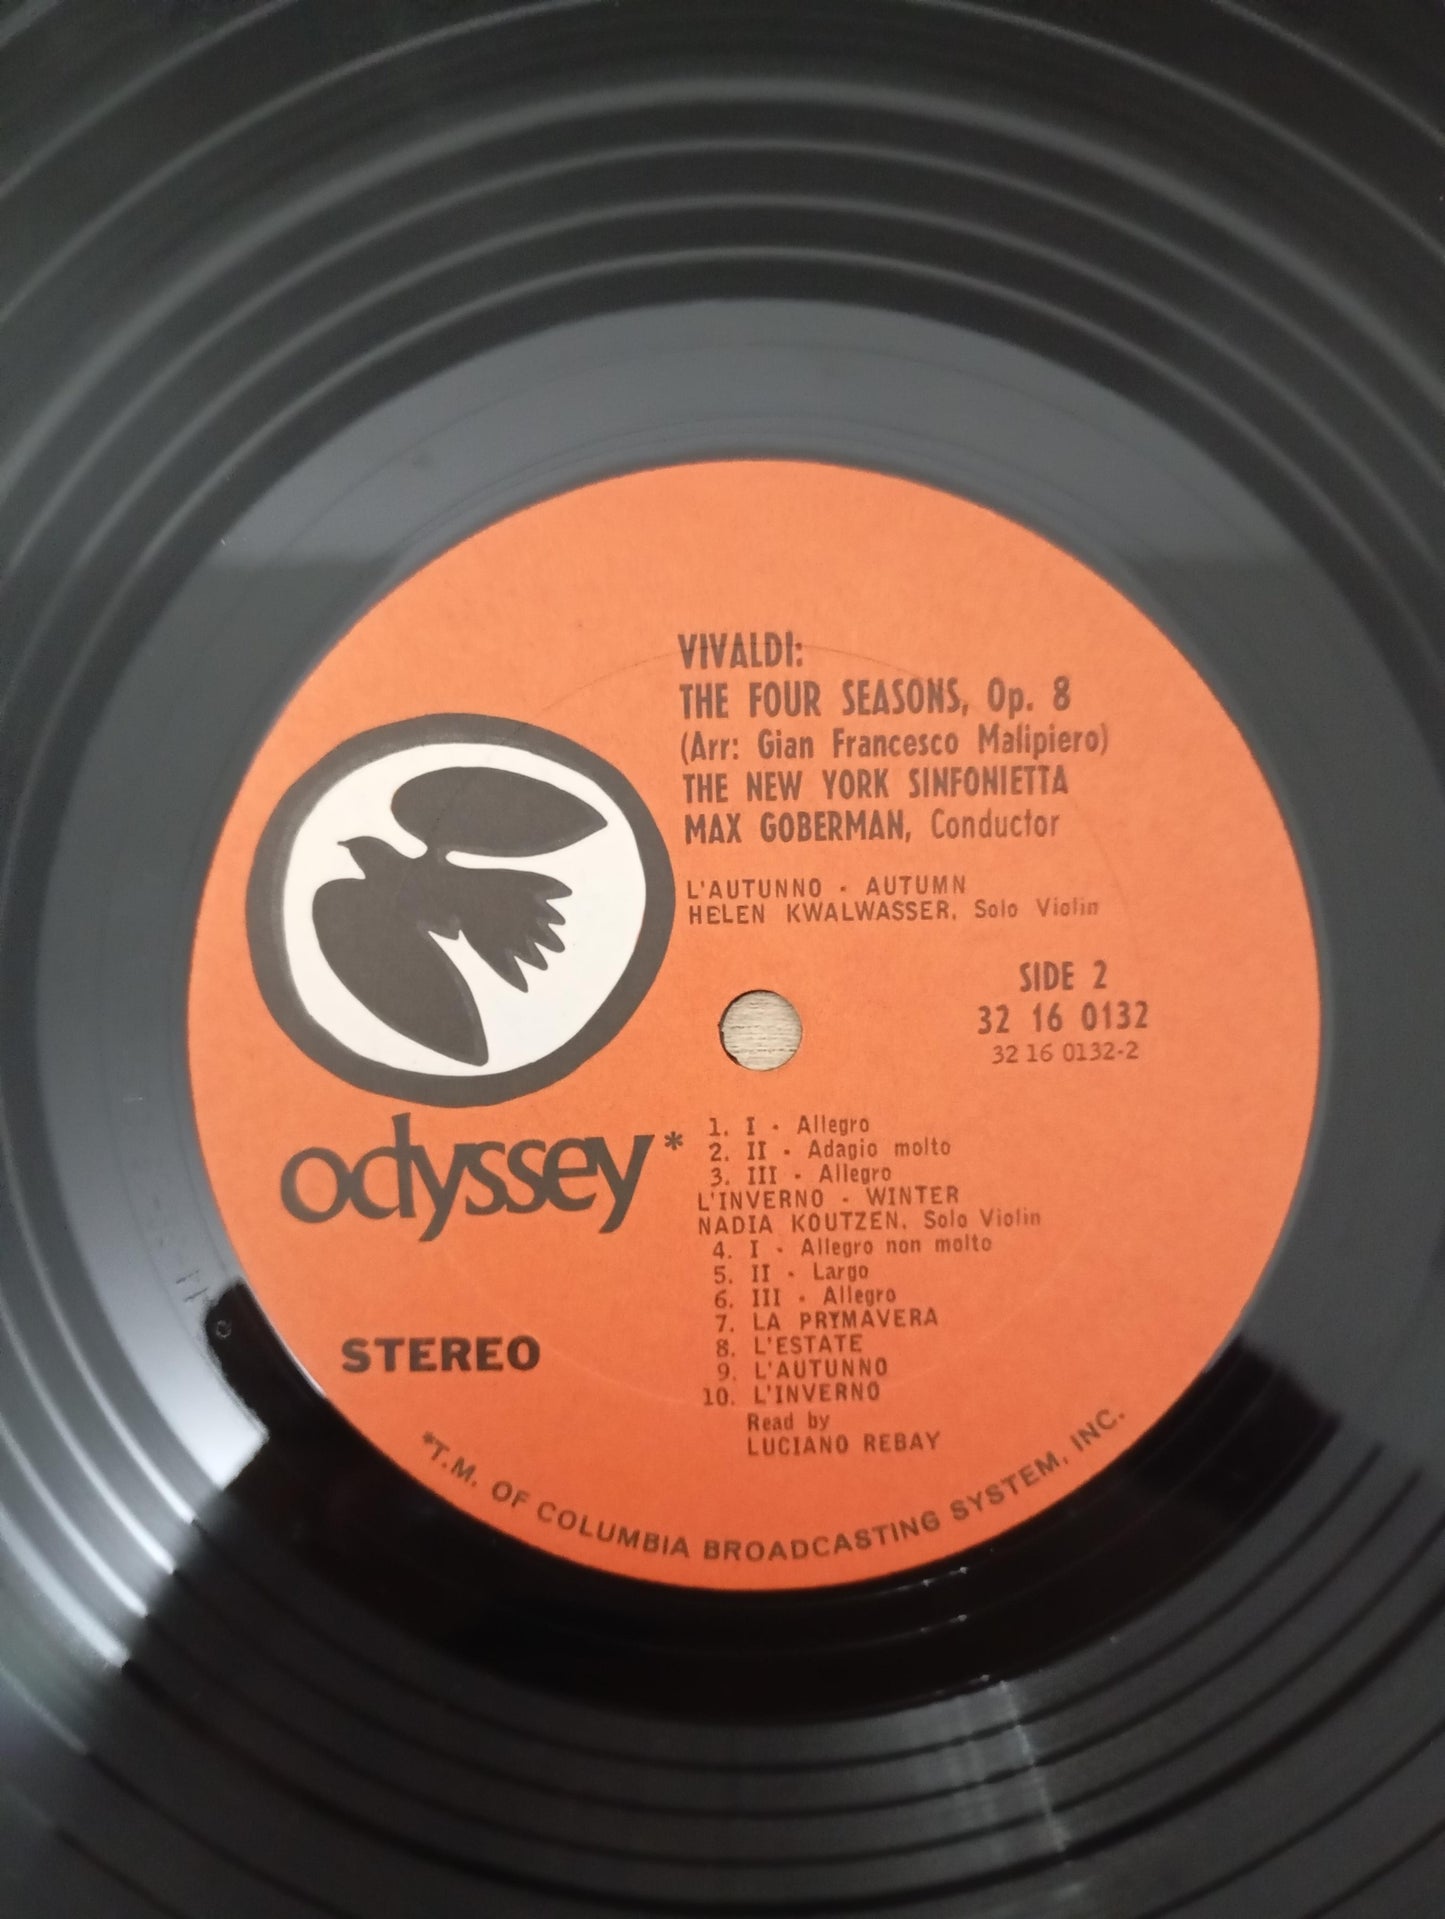 VIVALDI:
THE FOUR SEASONS, Op. 8
(Arr: Gian Francesco Malipiero)
THE NEW YORK SINFONIETTA
MAX GOBERMAN, Conductor
L'AUTUNNO - AUTUMN
HELEN KWALWASSER, Solo Violin
SIDE 2
32 16 0132
32 16 0132-2
odyssey*
1. I - Allegro
2. II - Adagio molto
3. III - Allegro
L'INVERNO - WINTER
NADIA KOUTZEN, Solo Violin
4. I - Allegro non molto
5. II - Largo
6. III - Allegro
7. LA PRYMAVERA
8. L'ESTATE
9. L'AUTUNNO
10. L'INVERNO
Read by
LUCIANO REBAY
STEREO
*T.M. OF COLUMBIA BROADCASTING SYSTEM, INC.